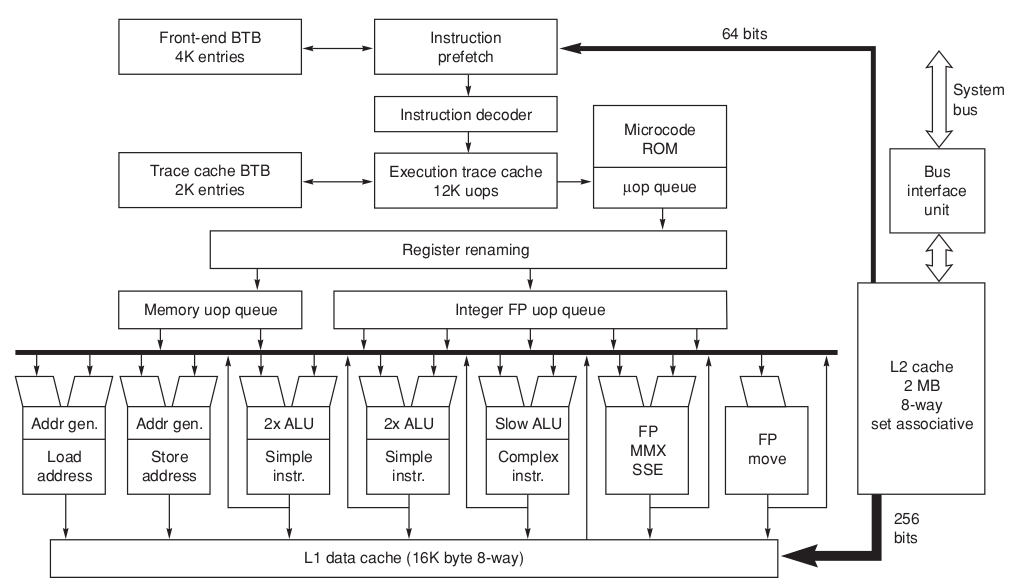 Front-end BTB
4K entries
Instruction
prefetch
64 bits
System
bus
Instruction decoder
Microcode
ROM
Trace cache BTB
2K entries
Execution trace cache
12K uops
μop queue
Bus
interface
unit
Register renaming
Memory uop queue
Integer FP uop queue
L2 cache
2 MB
8-way
set associative
Addr gen.
Load
address
Addr gen.
Store
address
2x ALU
Simple
instr.
2x ALU
Simple
instr.
Slow ALU
Complex
instr.
FP
MMX
SSE
FP
move
256
bits
L1 data cache (16K byte 8-way)